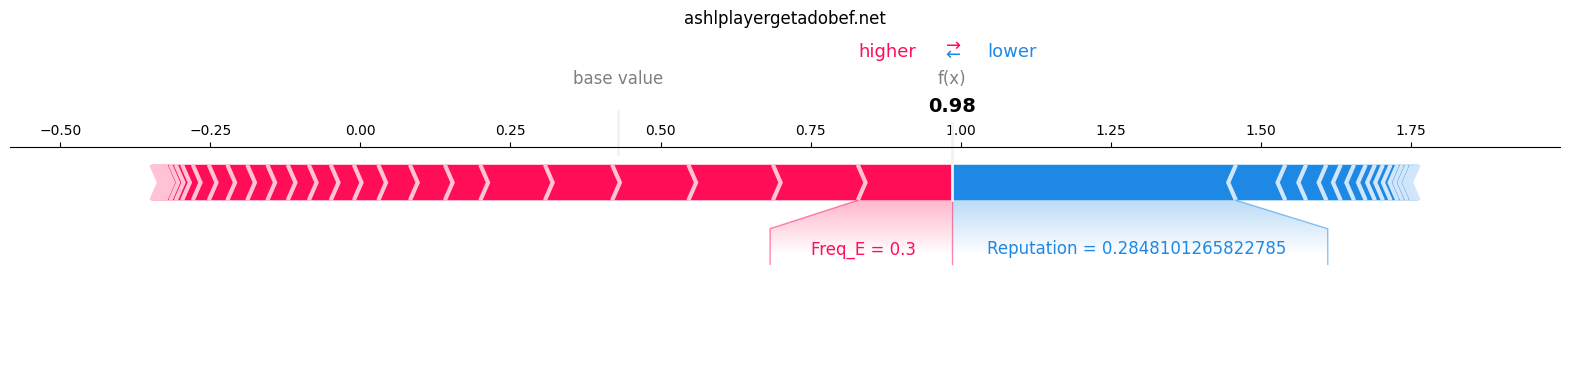 ashlplayergetadobef.net
higher ⇄ lower
base value f(x)
0.98
−0.50 −0.25 0.00 0.25 0.50 0.75 1.00 1.25 1.50 1.75
Freq_E = 0.3 Reputation = 0.2848101265822785